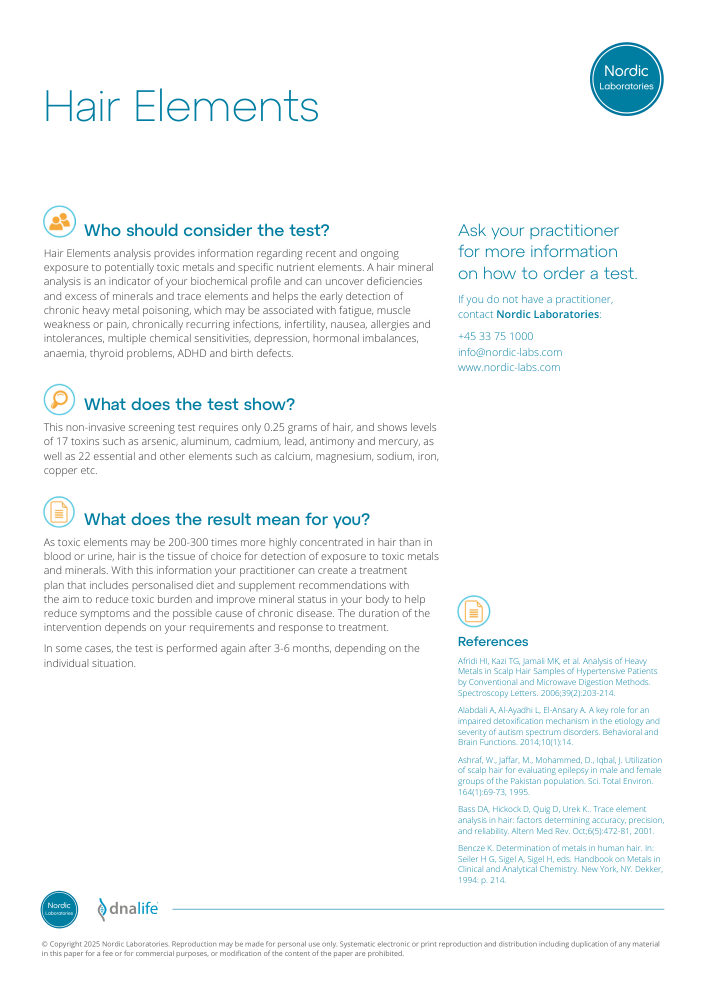 Nordic
Laboratories
Hair Elements
Who should consider the test?
Hair Elements analysis provides information regarding recent and ongoing
exposure to potentially toxic metals and specific nutrient elements. A hair mineral
analysis is an indicator of your biochemical profile and can uncover deficiencies
and excess of minerals and trace elements and helps the early detection of
chronic heavy metal poisoning, which may be associated with fatigue, muscle
weakness or pain, chronically recurring infections, infertility, nausea, allergies and
intolerances, multiple chemical sensitivities, depression, hormonal imbalances,
anaemia, thyroid problems, ADHD and birth defects.
What does the test show?
This non-invasive screening test requires only 0.25 grams of hair, and shows levels
of 17 toxins such as arsenic, aluminum, cadmium, lead, antimony and mercury, as
well as 22 essential and other elements such as calcium, magnesium, sodium, iron,
copper etc.
What does the result mean for you?
As toxic elements may be 200-300 times more highly concentrated in hair than in
blood or urine, hair is the tissue of choice for detection of exposure to toxic metals
and minerals. With this information your practitioner can create a treatment
plan that includes personalised diet and supplement recommendations with
the aim to reduce toxic burden and improve mineral status in your body to help
reduce symptoms and the possible cause of chronic disease. The duration of the
intervention depends on your requirements and response to treatment.
In some cases, the test is performed again after 3-6 months, depending on the
individual situation.
Ask your practitioner
for more information
on how to order a test.
If you do not have a practitioner,
contact Nordic Laboratories:
+45 33 75 1000
info@nordic-labs.com
www.nordic-labs.com
References
Afridi HI, Kazi TG, Jamali MK, et al. Analysis of Heavy
Metals in Scalp Hair Samples of Hypertensive Patients
by Conventional and Microwave Digestion Methods.
Spectroscopy Letters. 2006;39(2):203-214.
Alabdali A, Al-Ayadhi L, El-Ansary A. A key role for an
impaired detoxification mechanism in the etiology and
severity of autism spectrum disorders. Behavioral and
Brain Functions. 2014;10(1):14.
Ashraf, W., Jaffar, M., Mohammed, D., Iqbal, J. Utilization
of scalp hair for evaluating epilepsy in male and female
groups of the Pakistan population. Sci. Total Environ.
164(1):69-73, 1995.
Bass DA, Hickock D, Quig D, Urek K.. Trace element
analysis in hair: factors determining accuracy, precision,
and reliability. Altern Med Rev. Oct;6(5):472-81, 2001.
Bencze K. Determination of metals in human hair. In:
Seiler H G, Sigel A, Sigel H, eds. Handbook on Metals in
Clinical and Analytical Chemistry. New York, NY. Dekker,
1994: p. 214.
Nordic
Laboratories
dnalife
© Copyright 2025 Nordic Laboratories. Reproduction may be made for personal use only. Systematic electronic or print reproduction and distribution including duplication of any material
in this paper for a fee or for commercial purposes, or modification of the content of the paper are prohibited.